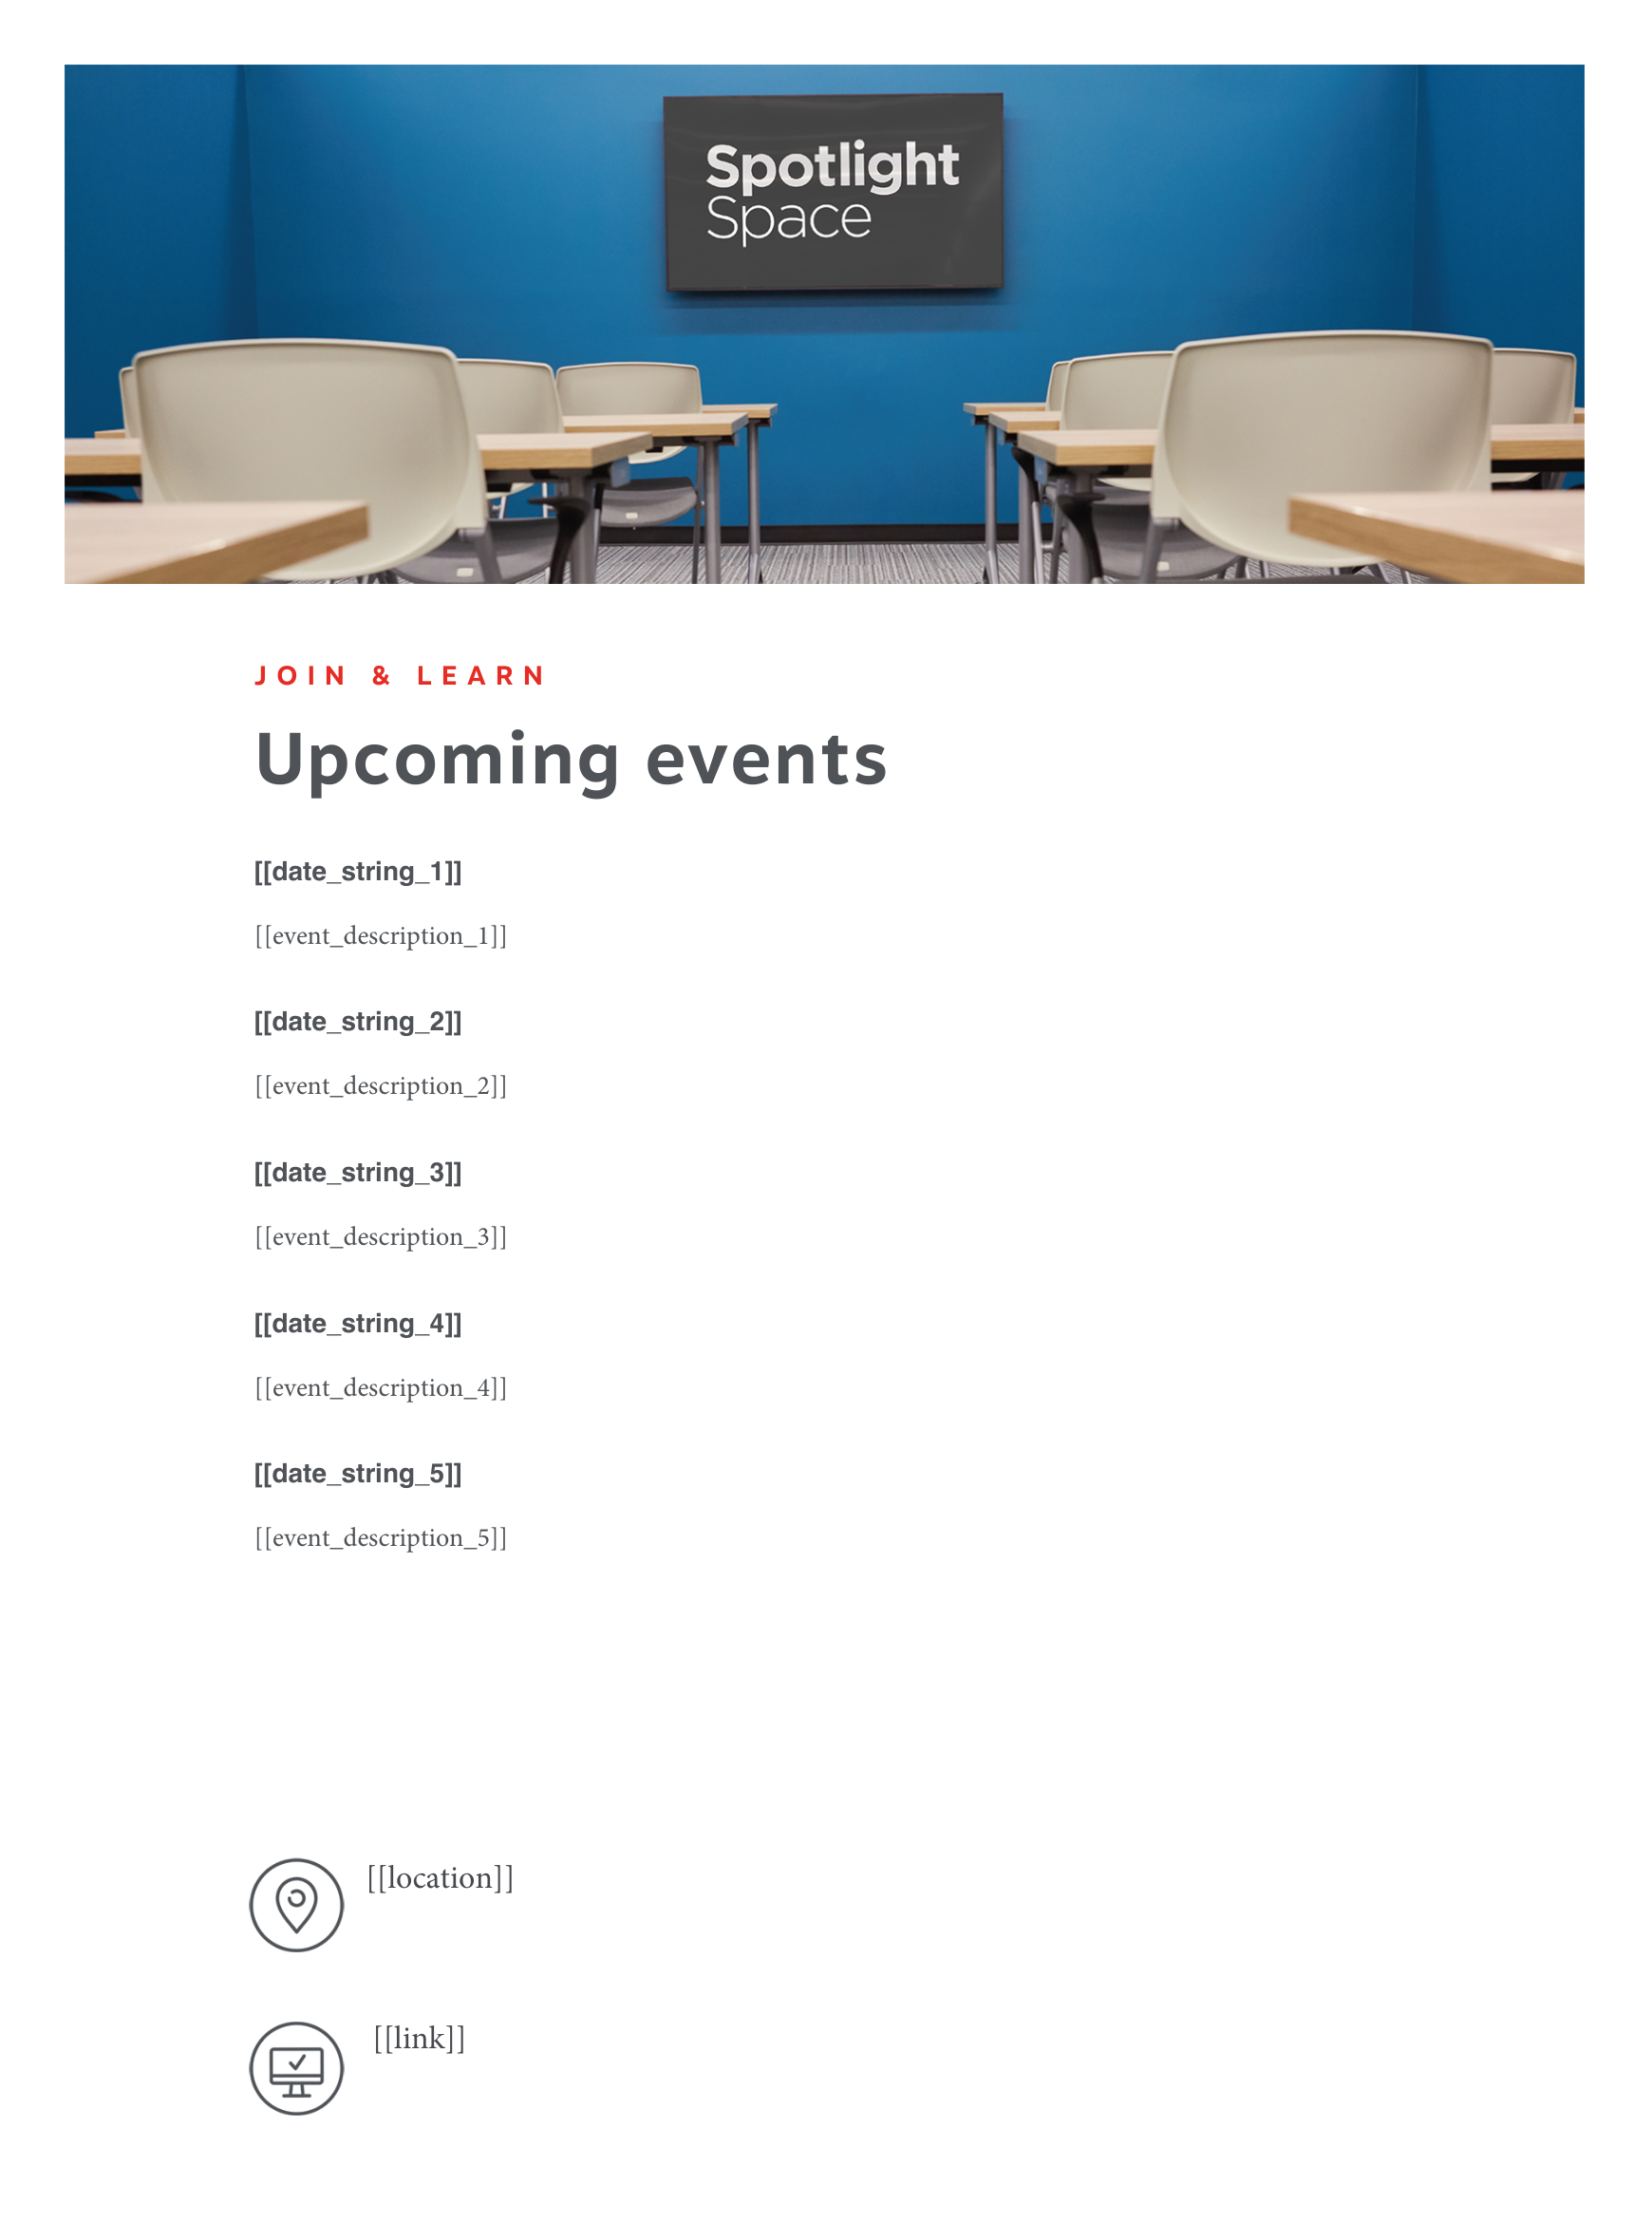 Spotlight
Space
JOIN & LEARN
Upcoming events
[[date_string_1]]
[[event_description_1]]
[[date_string_2]]
[[event_description_2]]
[[date_string_3]]
[[event_description_3]]
[[date_string_4]]
[[event_description_4]]
[[date_string_5]]
[[event_description_5]]
[[location]]
[[link]]